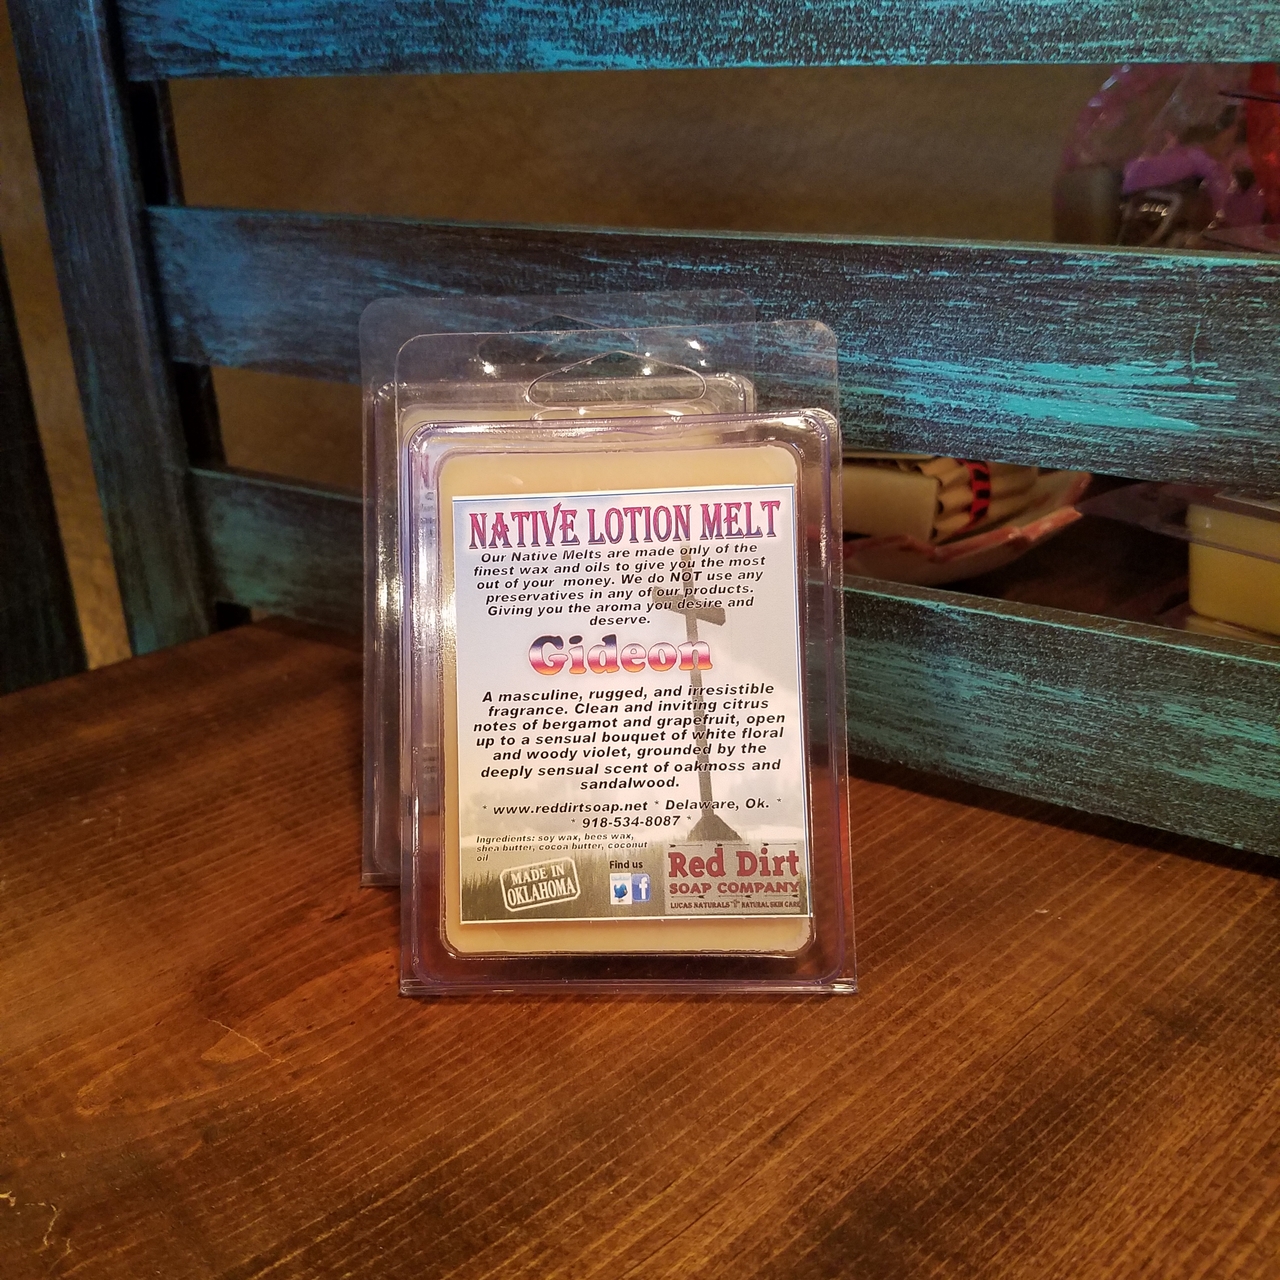 NATIVE LOTION MELT
Our Native Melts are made only of the
finest wax and oils to give you the most
out of your money. We do NOT use any
preservatives in any of our products.
Giving you the aroma you desire and
deserve.
Gideon
A masculine, rugged, and irresistible
fragrance. Clean and inviting citrus
notes of bergamot and grapefruit, open
up to a sensual bouquet of white floral
and woody violet, grounded by the
deeply sensual scent of oakmoss and
sandalwood.
* www.reddirtsoap.net * Delaware, Ok. *
* 918-534-8087 *
Ingredients: soy wax, bees wax,
shea butter, cocoa butter, coconut
oil
MADE IN
OKLAHOMA
Find us
f
Red Dirt
SOAP COMPANY
LUCAS NATURALS NATURAL SKIN CARE